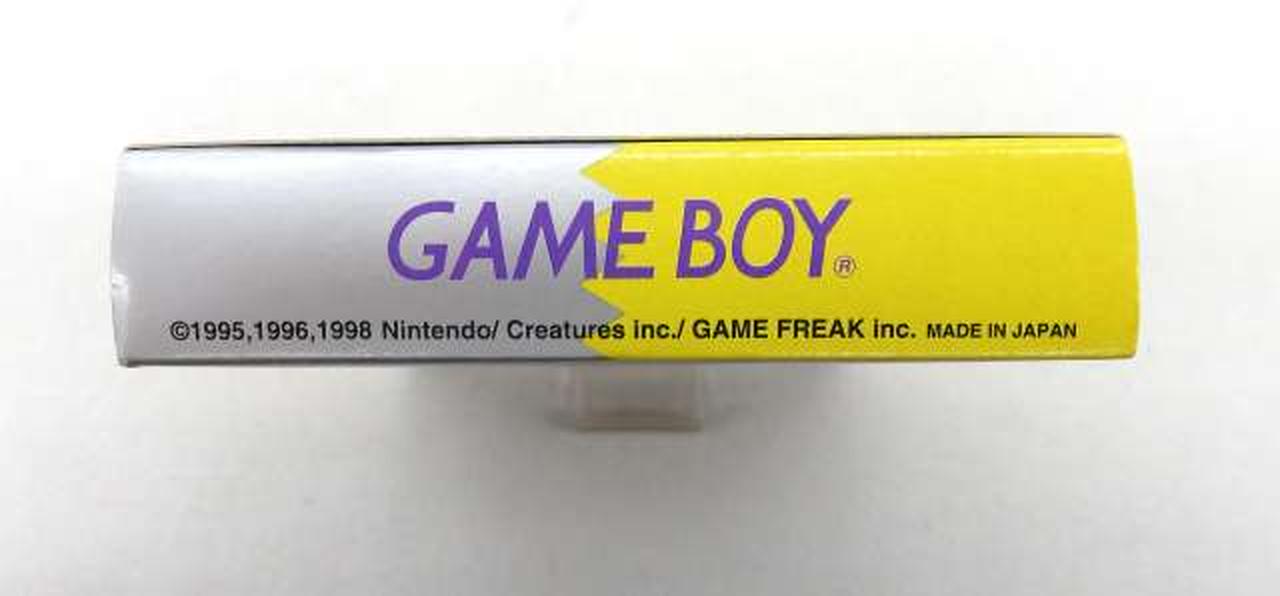 GAME BOY®
©1995,1996,1998 Nintendo/ Creatures inc./ GAME FREAK inc. MADE IN JAPAN